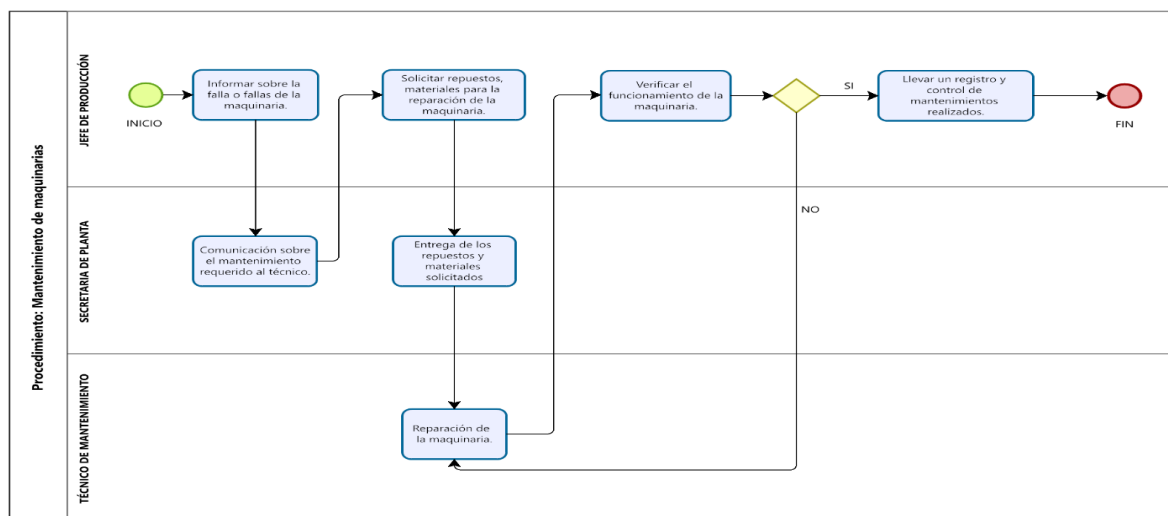 Procedimiento: Mantenimiento de maquinarias
JEFE DE PRODUCCIÓN
INICIO
Informar sobre la
falla o fallas de la
maquinaria.
Solicitar repuestos,
materiales para la
reparación de la
maquinaria.
Verificar el
funcionamiento de la
maquinaria.
SI
Llevar un registro y
control de
mantenimientos
realizados.
FIN
NO
SECRETARIA DE PLANTA
Comunicación sobre
el mantenimiento
requerido al técnico.
Entrega de los
repuestos y
materiales
solicitados
TÉCNICO DE MANTENIMIENTO
Reparación de
la maquinaria.